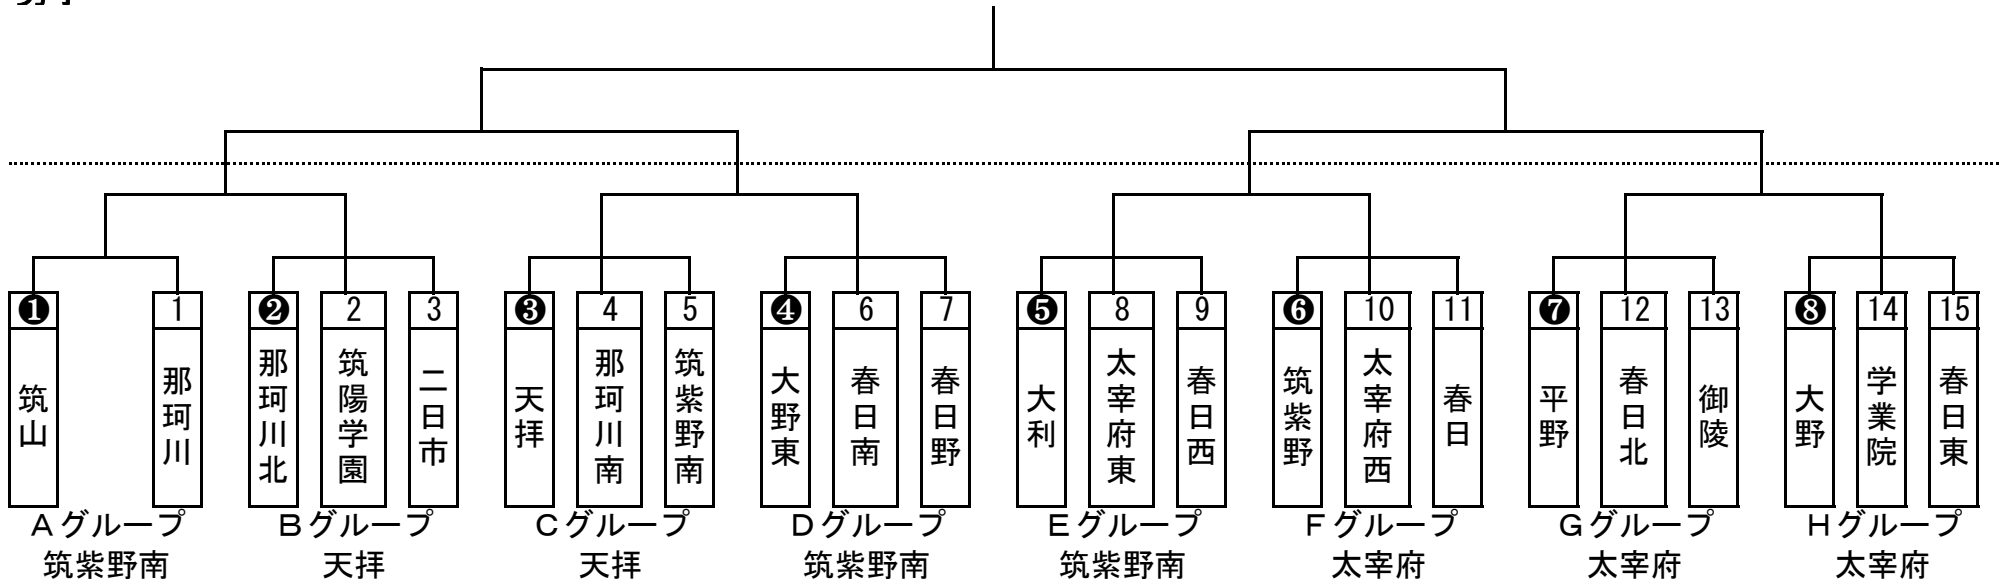 ❶
筑山
1
那珂川
❷
那珂川北
2
筑陽学園
3
二日市
❸
天拝
4
那珂川南
5
筑紫野南
❹
大野東
6
春日南
7
春日野
❺
大利
8
太宰府東
9
春日西
❻
筑紫野
10
太宰府西
11
春日
❼
平野
12
春日北
13
御陵
❽
大野
14
学業院
15
春日東
Aグループ
筑紫野南
Bグループ
天拝
Cグループ
天拝
Dグループ
筑紫野南
Eグループ
筑紫野南
Fグループ
太宰府
Gグループ
太宰府
Hグループ
太宰府